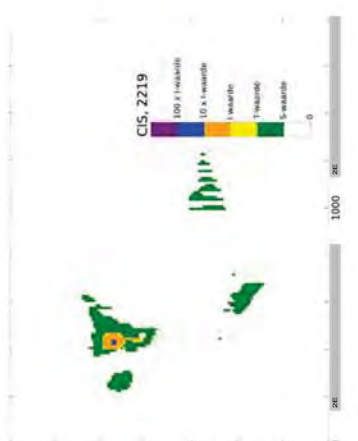 CIS, 2219
100 x I-waarde
10 x I-waarde
I waarde
T-waarde
S-waarde
0
2E
1000
2E